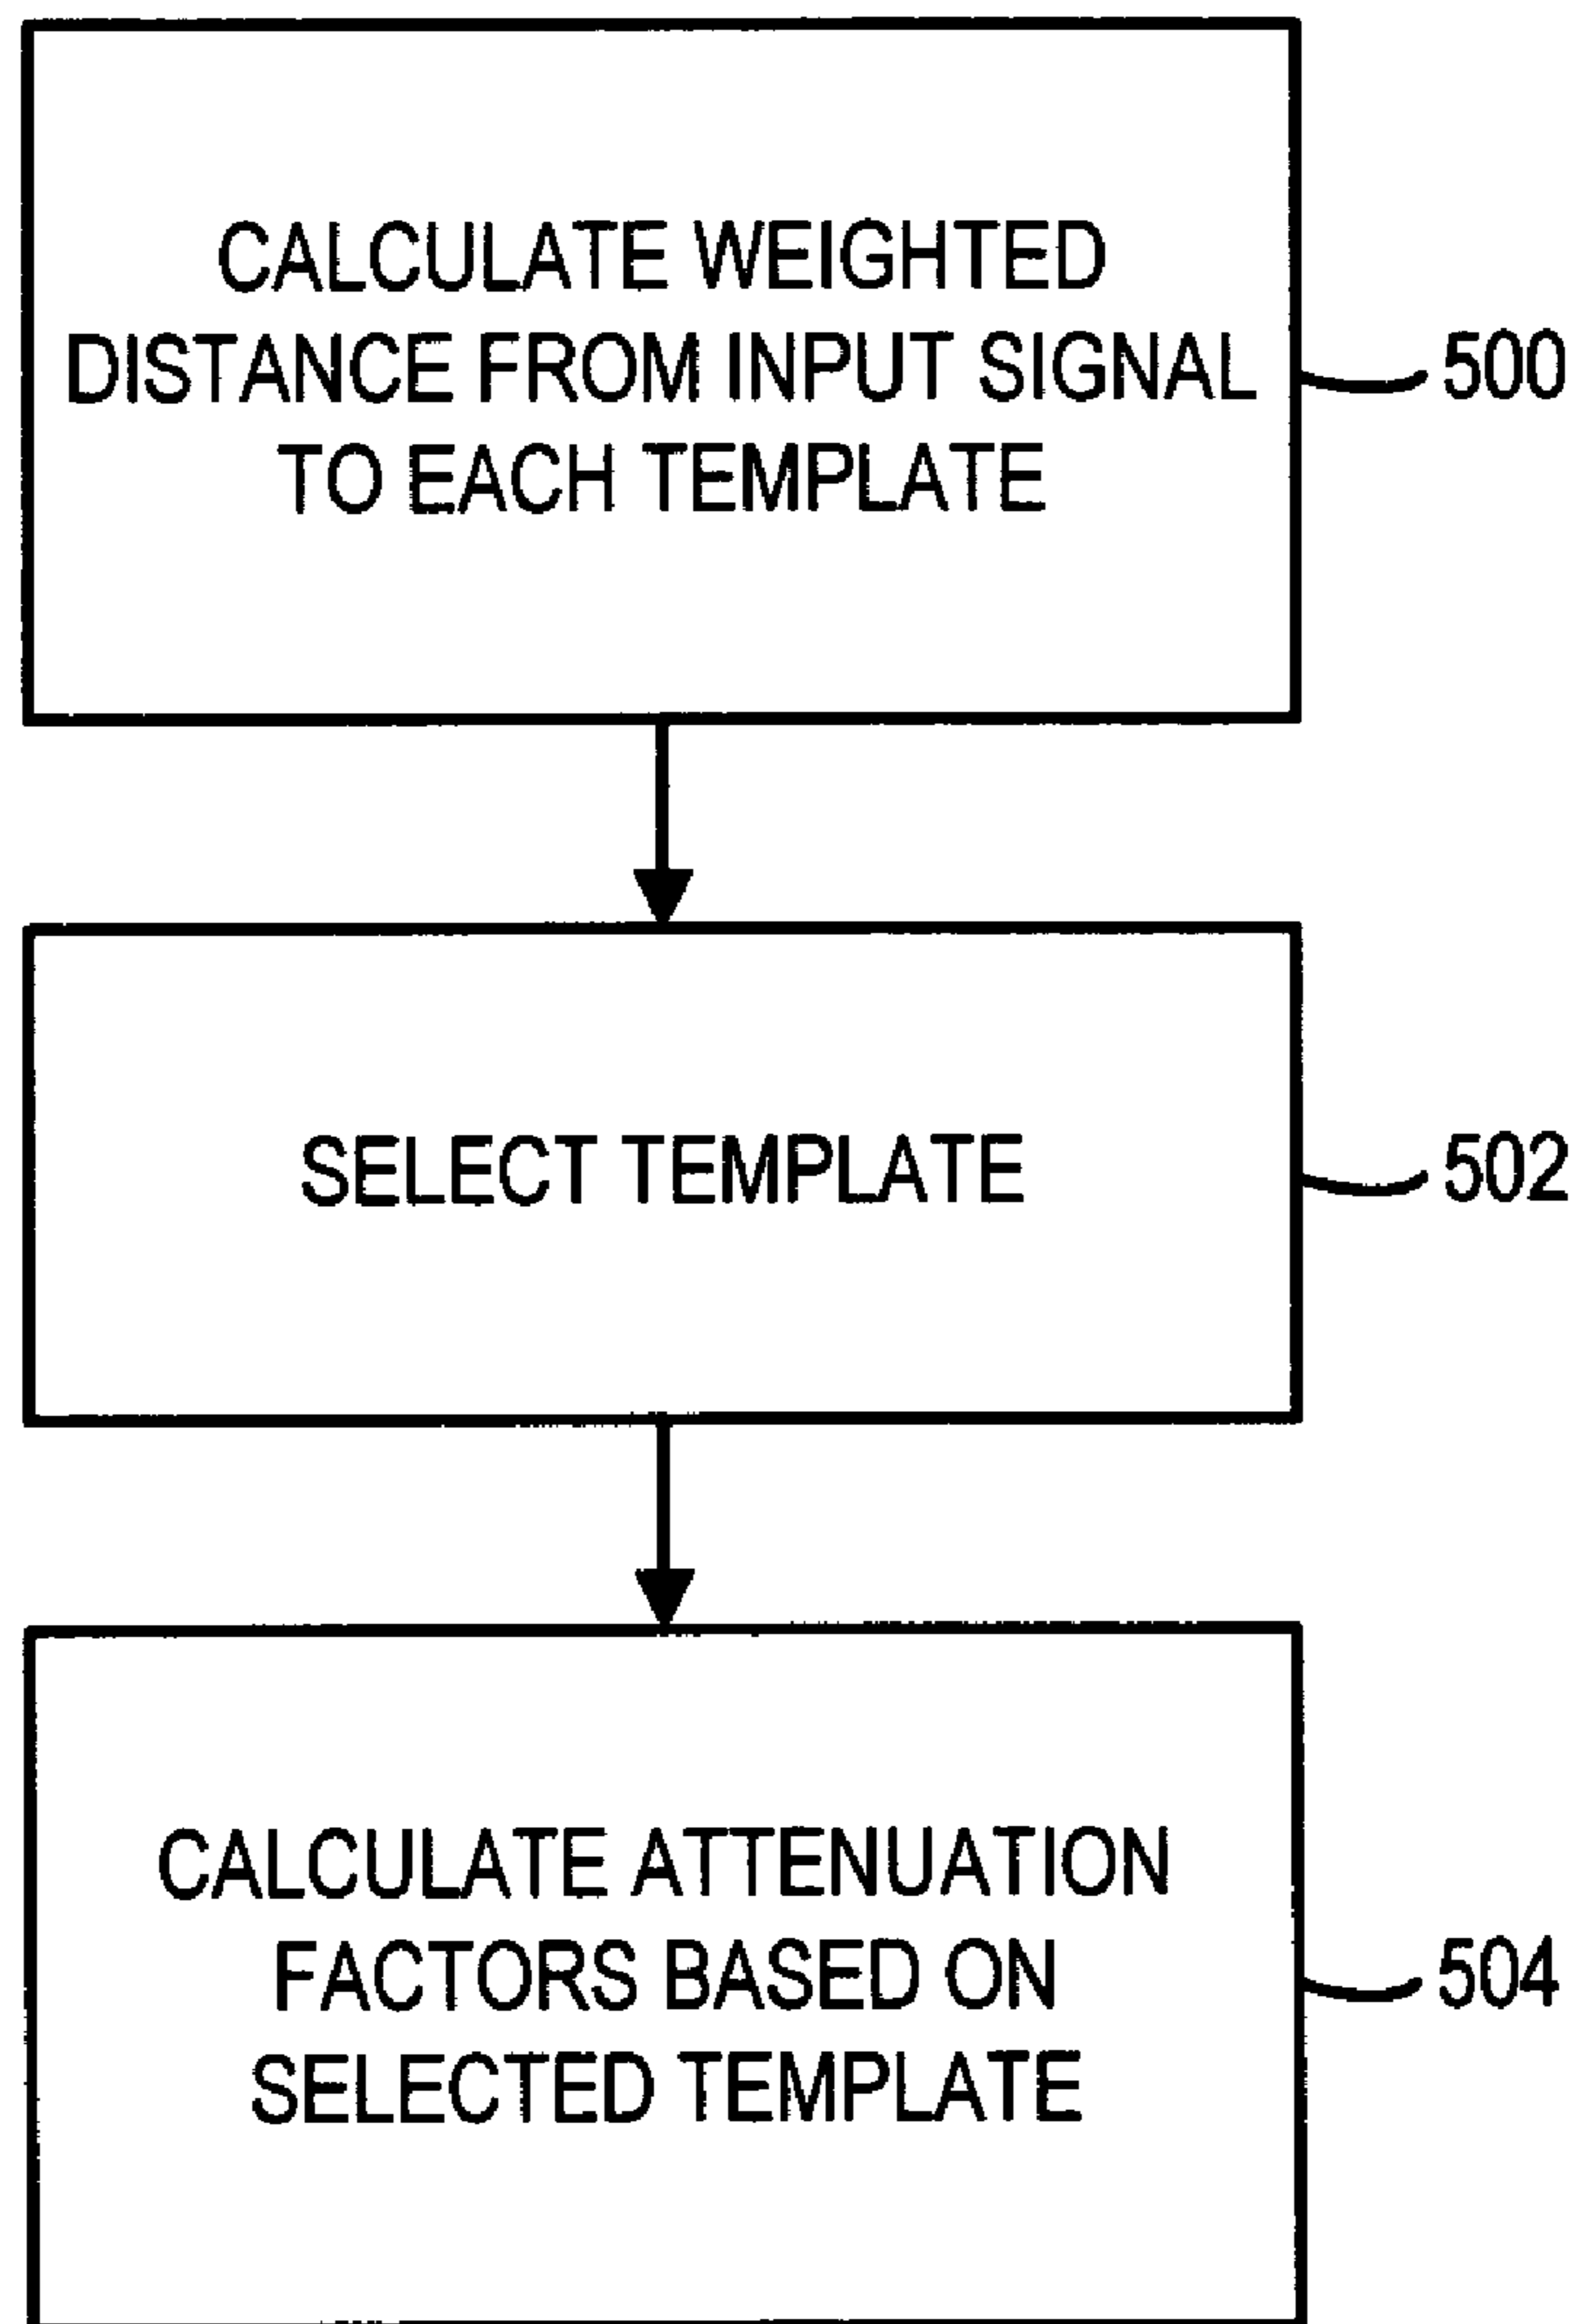 CALCULATE WEIGHTED
DISTANCE FROM INPUT SIGNAL
TO EACH TEMPLATE
500
SELECT TEMPLATE
502
CALCULATE ATTENUATION
FACTORS BASED ON
SELECTED TEMPLATE
504